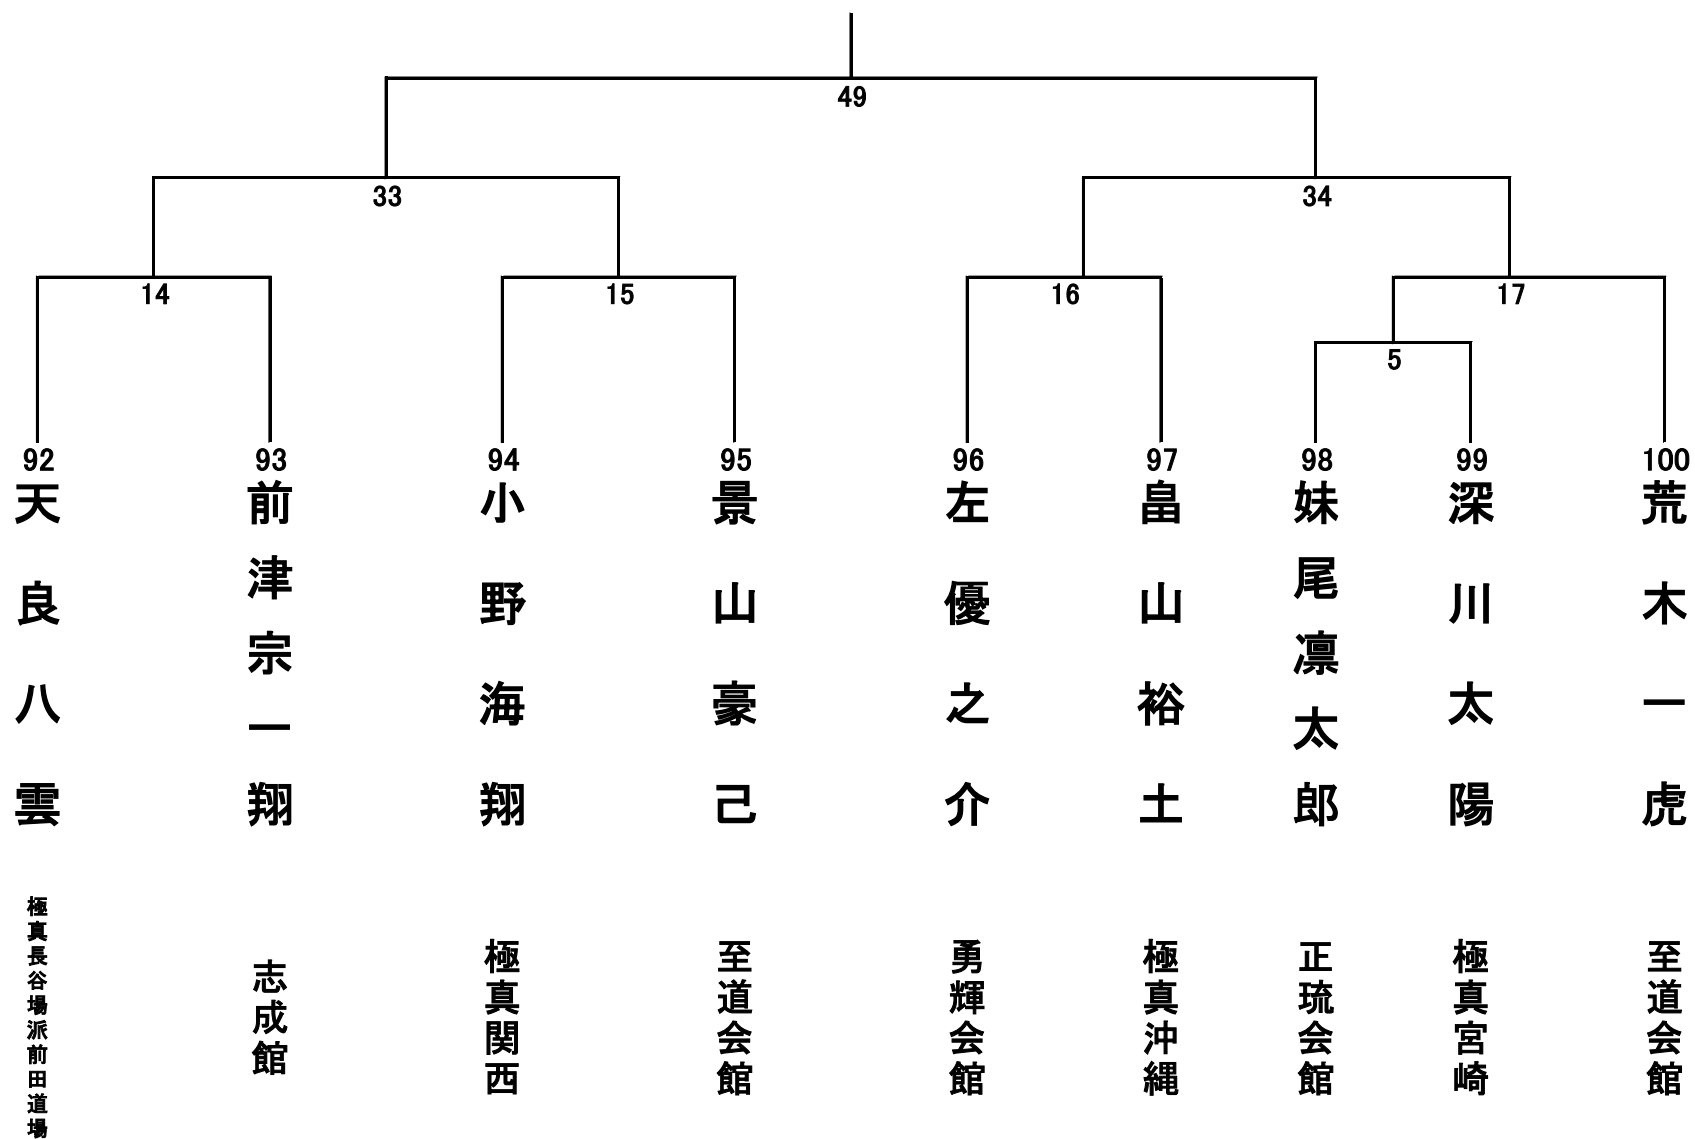 49
33
34
14
15
16
17
5
92
93
94
95
96
97
98
99
100
天良八雲
前津宗一翔
小野海翔
景山豪己
左優之介
畠山裕土
妹尾凛太郎
深川太陽
荒木一虎
極真長谷場派前田道場
志成館
極真関西
至道会館
勇輝会館
極真沖縄
正琉会館
極真宮崎
至道会館